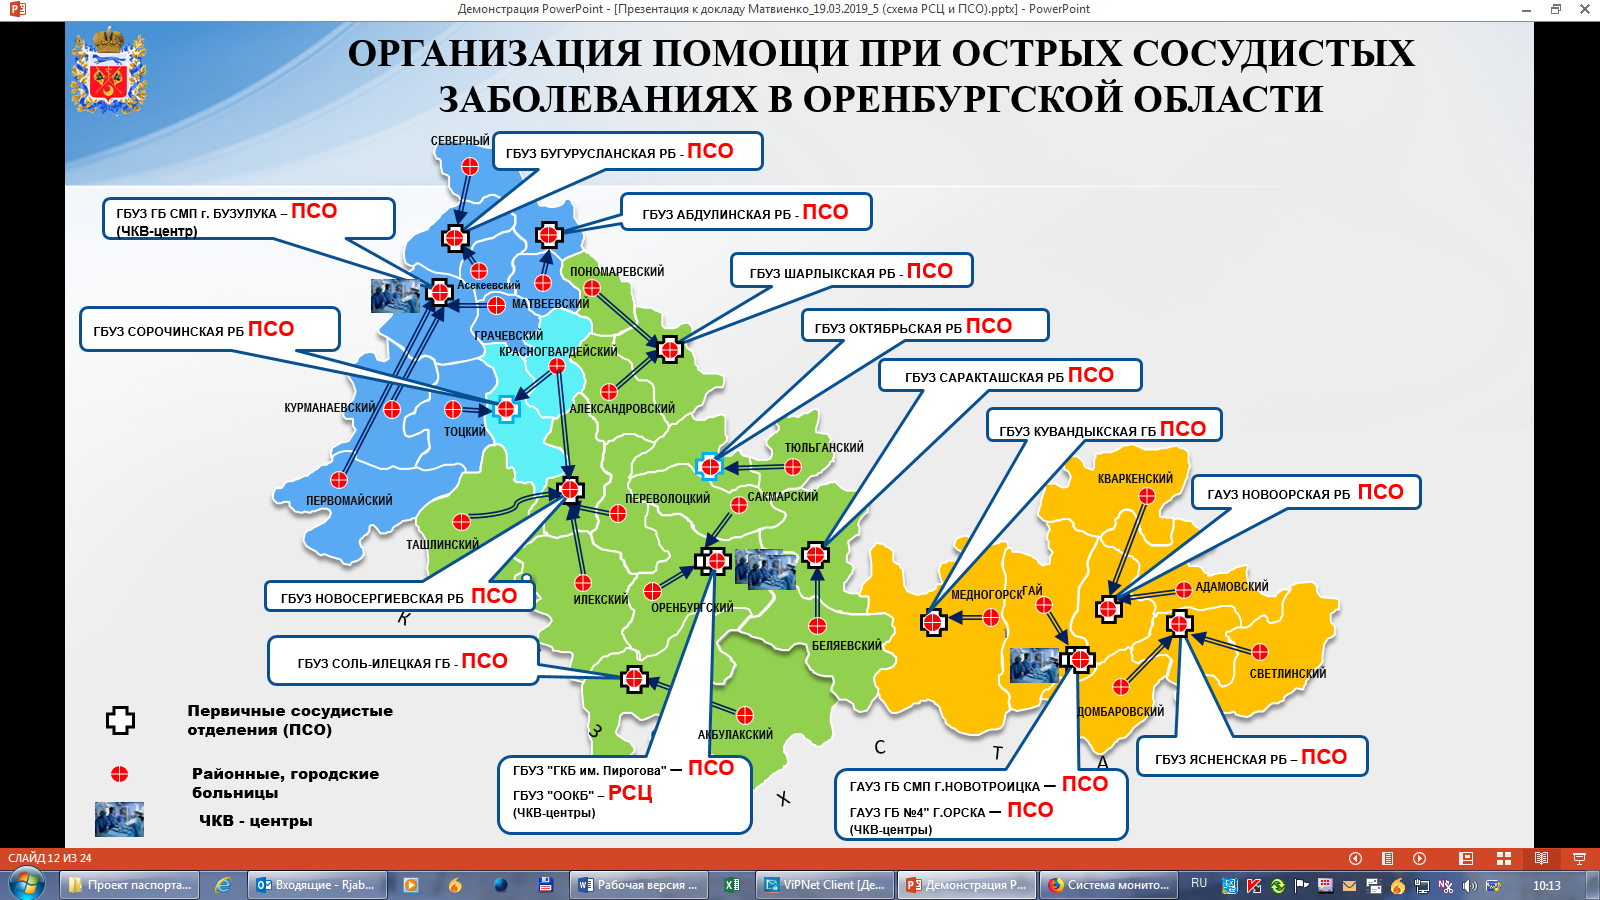 Демонстрация PowerPoint - [Презентация к докладу Матвиенко_19.03.2019_5 (схема РСЦ и ПСО).pptx] - PowerPoint
ОРГАНИЗАЦИЯ ПОМОЩИ ПРИ ОСТРЫХ СОСУДИСТЫХ
ЗАБОЛЕВАНИЯХ В ОРЕНБУРГСКОЙ ОБЛАСТИ
СЕВЕРНЫЙ
ГБУЗ БУГУРУСЛАНСКАЯ РБ - ПСО
ГБУЗ ГБ СМП г. БУЗУЛУКА – ПСО
(ЧКВ-центр)
ГБУЗ АБДУЛИНСКАЯ РБ - ПСО
ГБУЗ ШАРЛЫКСКАЯ РБ - ПСО
ПОНОМАРЕВСКИЙ
Асекеевский
МАТВЕЕВСКИЙ
ГБУЗ СОРОЧИНСКАЯ РБ ПСО
ГБУЗ ОКТЯБРЬСКАЯ РБ ПСО
ГРАЧЕВСКИЙ
КРАСНОГВАРДЕЙСКИЙ
ГБУЗ САРАКТАШСКАЯ РБ ПСО
КУРМАНАЕВСКИЙ
АЛЕКСАНДРОВСКИЙ
ТОЦКИЙ
ГБУЗ КУВАНДЫКСКАЯ ГБ ПСО
ТЮЛЬГАНСКИЙ
КВАРКЕНСКИЙ
ГАУЗ НОВООРСКАЯ РБ ПСО
ПЕРВОМАЙСКИЙ
ПЕРЕВОЛОЦКИЙ
САКМАРСКИЙ
ТАШЛИНСКИЙ
АДАМОВСКИЙ
ГБУЗ НОВОСЕРГИЕВСКАЯ РБ ПСО
ИЛЕКСКИЙ
ОРЕНБУРГСКИЙ
МЕДНОГОРСК
ГАЙ
К
БЕЛЯЕВСКИЙ
ГБУЗ СОЛЬ-ИЛЕЦКАЯ ГБ - ПСО
СВЕТЛИНСКИЙ
ДОМБАРОВСКИЙ
АКБУЛАКСКИЙ
З
С
Т
А
Х
Первичные сосудистые
отделения (ПСО)
Районные, городские
больницы
ЧКВ - центры
ГБУЗ "ГКБ им. Пирогова" — ПСО
ГБУЗ "ООКБ" – РСЦ
(ЧКВ-центры)
ГАУЗ ГБ СМП Г.НОВОТРОИЦКА — ПСО
ГАУЗ ГБ №4" Г.ОРСКА — ПСО
(ЧКВ-центры)
ГБУЗ ЯСНЕНСКАЯ РБ – ПСО
СЛАЙД 12 ИЗ 24
Проект паспорта...
Входящие - Rjab...
Рабочая версия ...
ViPNet Client [Де...
Демонстрация P...
Система монито...
RU
10:13